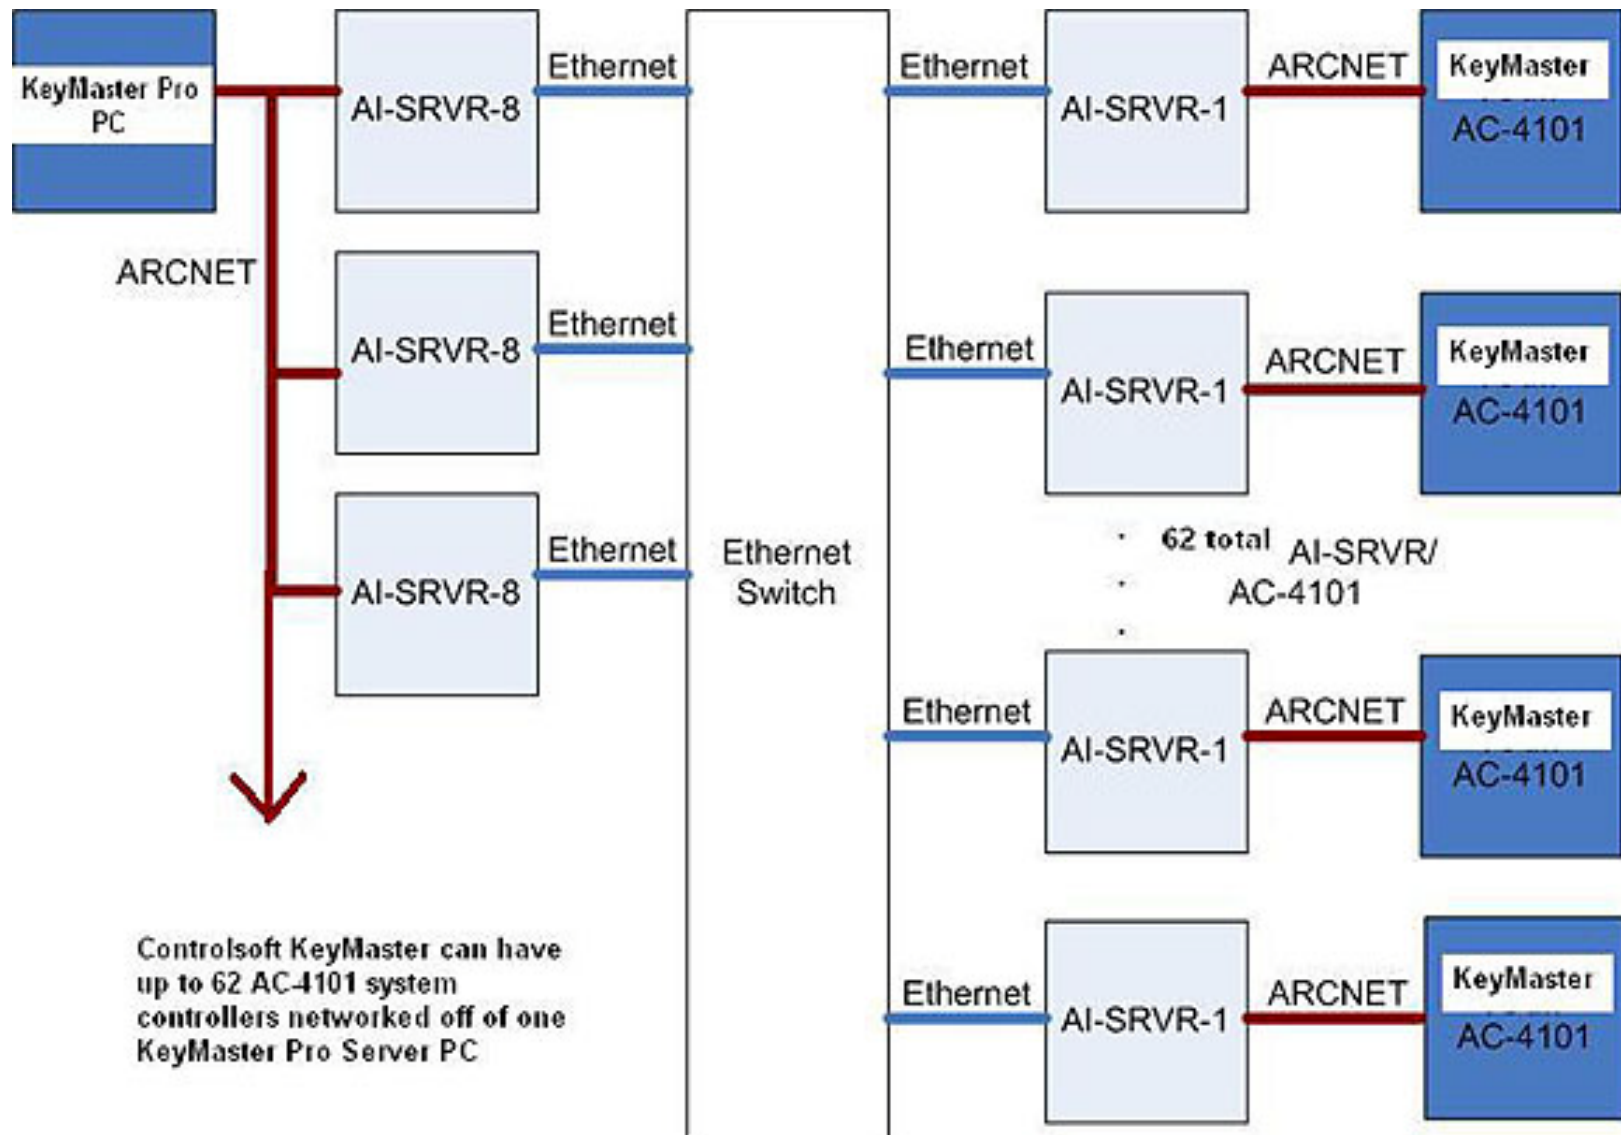 KeyMaster Pro
PC
AI-SRVR-8
Ethernet
Ethernet
AI-SRVR-1
ARCNET
KeyMaster
AC-4101
ARCNET
AI-SRVR-8
Ethernet
Ethernet
AI-SRVR-1
ARCNET
KeyMaster
AC-4101
AI-SRVR-8
Ethernet
Ethernet
Switch
62 total AI-SRVR/
AC-4101
Ethernet
AI-SRVR-1
ARCNET
KeyMaster
AC-4101
Controlsoft KeyMaster can have
up to 62 AC-4101 system
controllers networked off of one
KeyMaster Pro Server PC
Ethernet
AI-SRVR-1
ARCNET
KeyMaster
AC-4101